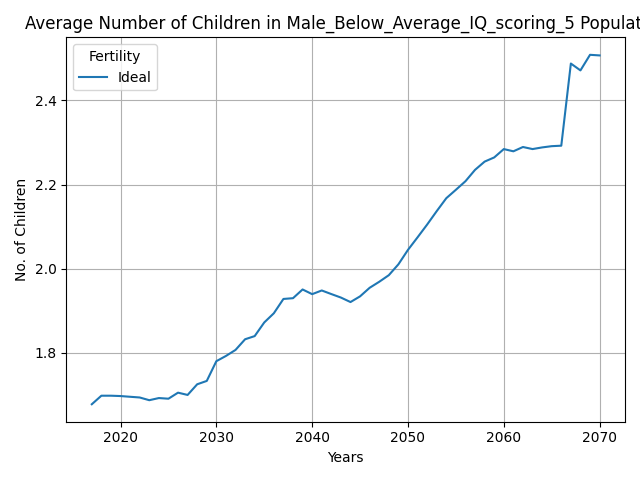 Average Number of Children in Male_Below_Average_IQ_scoring_5 Populat
Fertility
Ideal
No. of Children
2.4
2.2
2.0
1.8
2020 2030 2040 2050 2060 2070
Years